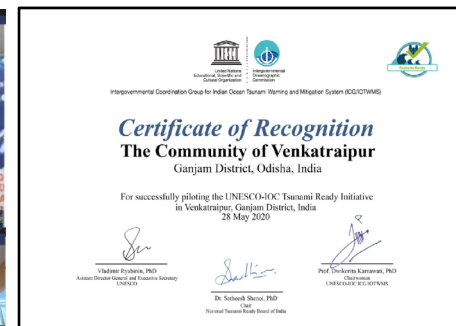 United Nations
Educational, Scientific and
Cultural Organization
Intergovernmental
Oceanographic
Commission
Tsunami Ready
Intergovernmental Coordination Group for Indian Ocean Tsunami Warning and Mitigation System (ICG/IOTWMS)
Certificate of Recognition
The Community of Venkatraipur
Ganjam District, Odisha, India
For successfully piloting the UNESCO-IOC Tsunami Ready Initiative
in Venkatraipur, Ganjam District, India
28 May 2020
Vladimir Ryabinin, PhD
Assistant Director General and Executive Secretary
UNESCO
Prof. Dwikorita Karnawati, PhD
Chairwoman
UNESCO-IOC ICG/IOTWMS
Dr. Satheesh Shenoi, PhD
Chair
National Tsunami Ready Board of India